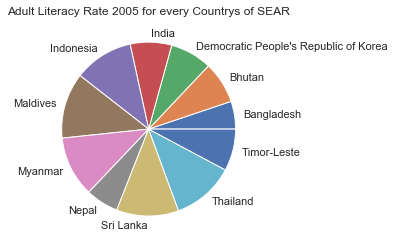 Adult Literacy Rate 2005 for every Countrys of SEAR
India
Democratic People's Republic of Korea
Bhutan
Bangladesh
Timor-Leste
Thailand
Sri Lanka
Nepal
Myanmar
Maldives
Indonesia